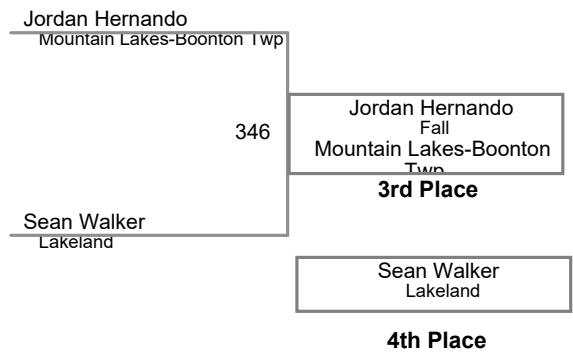 Jordan Hernando
Mountain Lakes-Boonton Twp
346
Jordan Hernando
Fall
Mountain Lakes-Boonton
Twp
3rd Place
Sean Walker
Lakeland
Sean Walker
Lakeland
4th Place